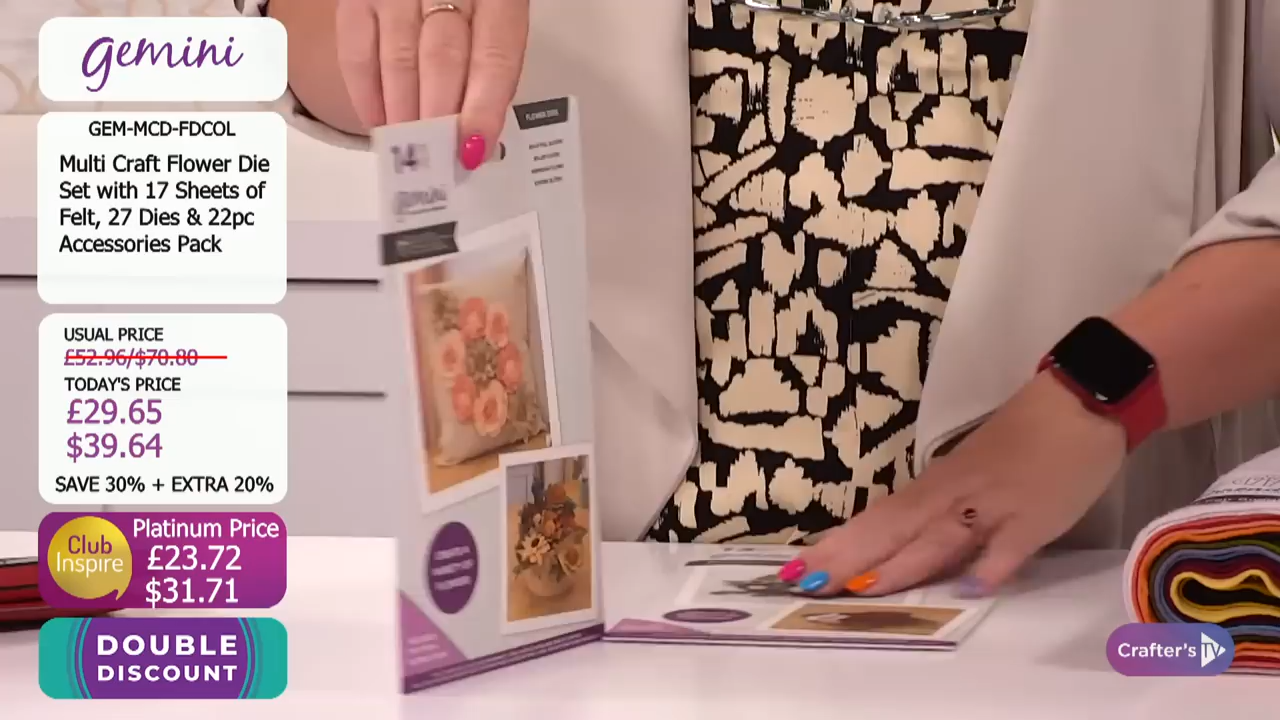 gemini
GEM-MCD-FDCOL
Multi Craft Flower Die
Set with 17 Sheets of
Felt, 27 Dies & 22pc
Accessories Pack
USUAL PRICE
£52.96/$70.80
TODAY'S PRICE
£29.65
$39.64
SAVE 30% + EXTRA 20%
Club
Inspire
Platinum Price
£23.72
$31.71
DOUBLE
DISCOUNT
14
gemini
Crafter's TV